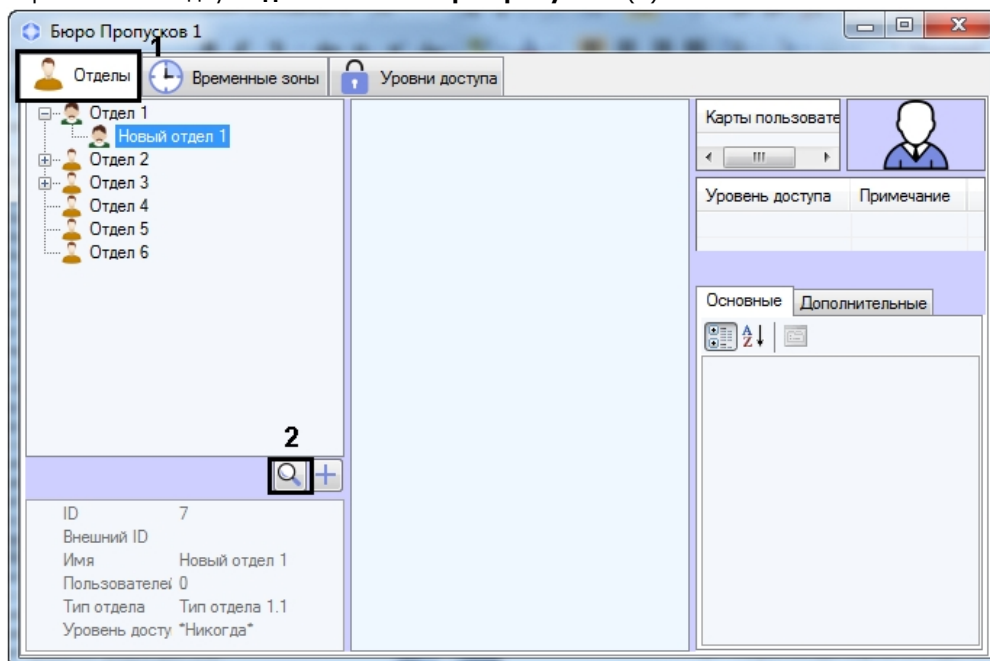 Бюро Пропусков 1
1
Отделы
Временные зоны
Уровни доступа
Отдел 1
Новый отдел 1
Отдел 2
Отдел 3
Отдел 4
Отдел 5
Отдел 6
2
ID 7
Внешний ID
Имя Новый отдел 1
Пользователей 0
Тип отдела Тип отдела 1.1
Уровень досту *Никогда*
Карты пользовате
Уровень доступа Примечание
Основные Дополнительные